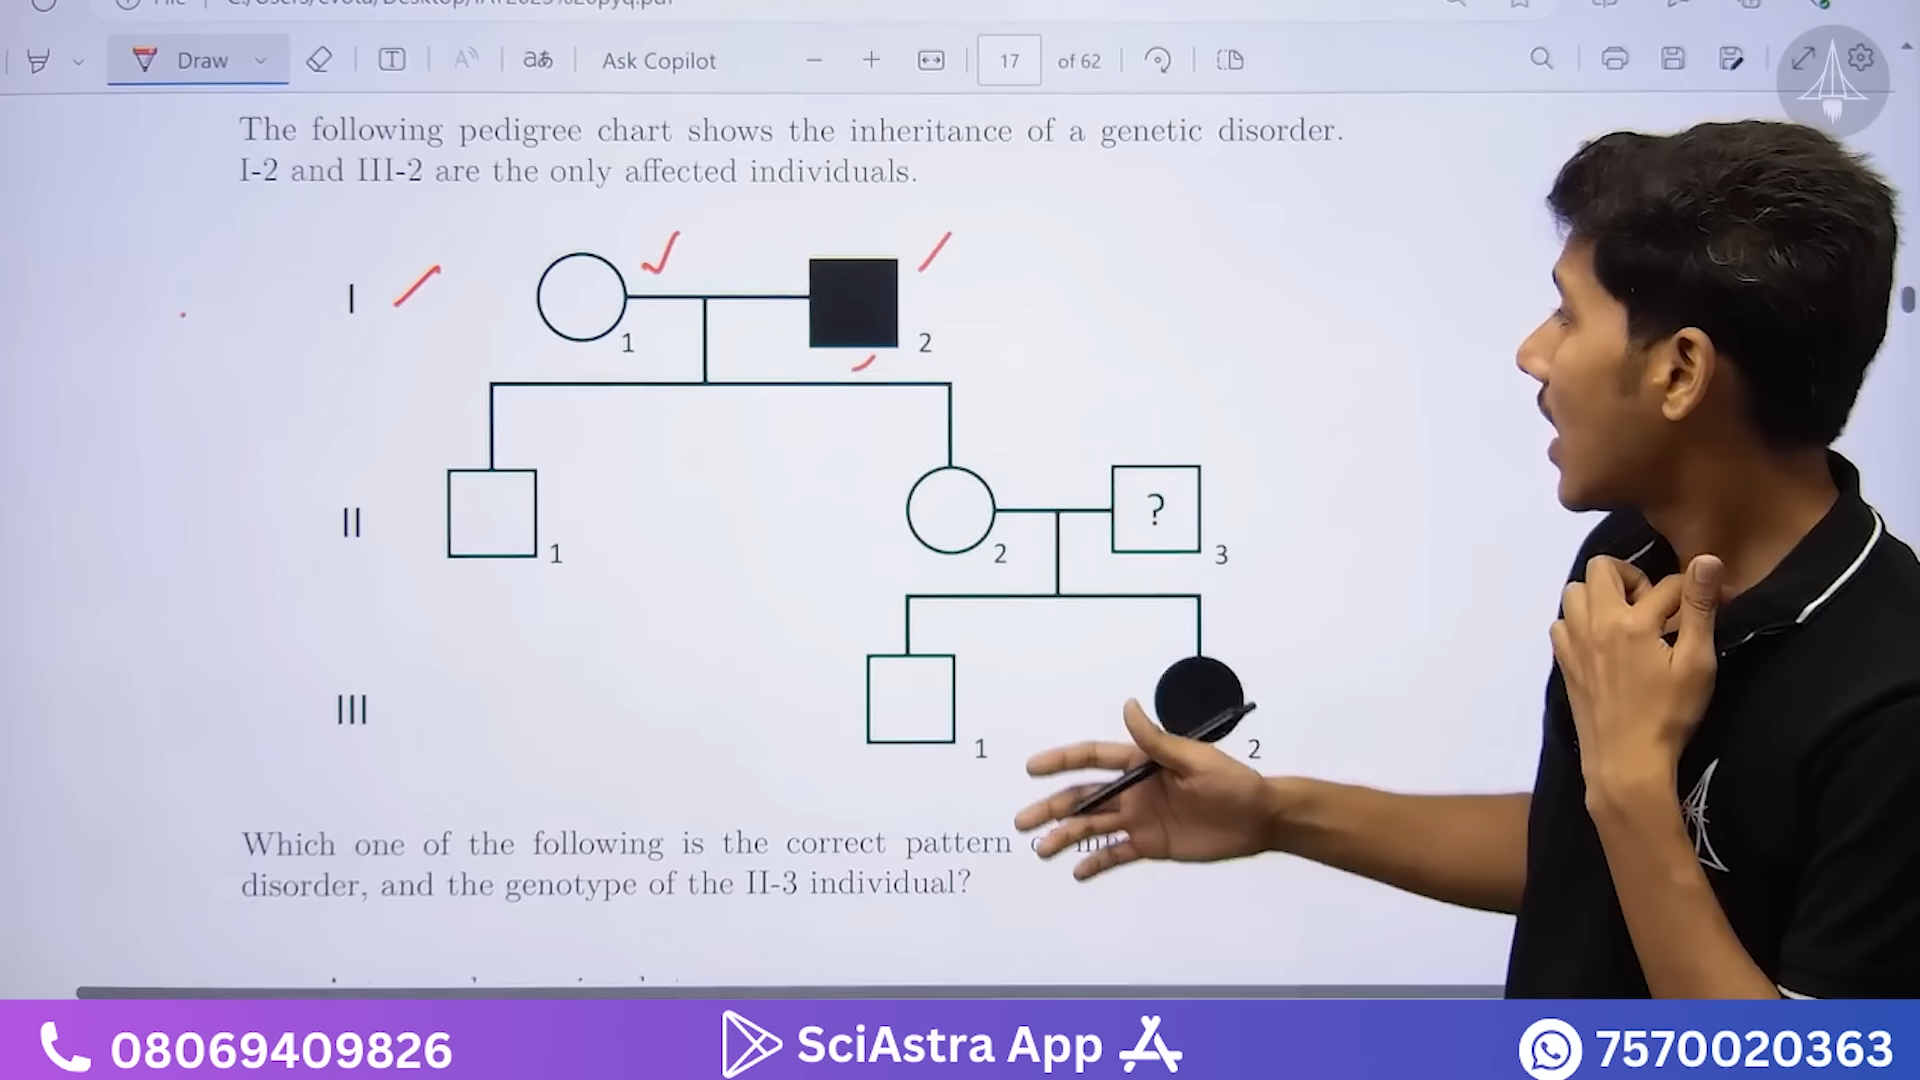 Draw
aあ
Ask Copilot
17
of 62
The following pedigree chart shows the inheritance of a genetic disorder.
I-2 and III-2 are the only affected individuals.
I
1
2
II
1
2
?
3
III
1
2
Which one of the following is the correct pattern
disorder, and the genotype of the II-3 individual?
08069409826
SciAstra App
7570020363